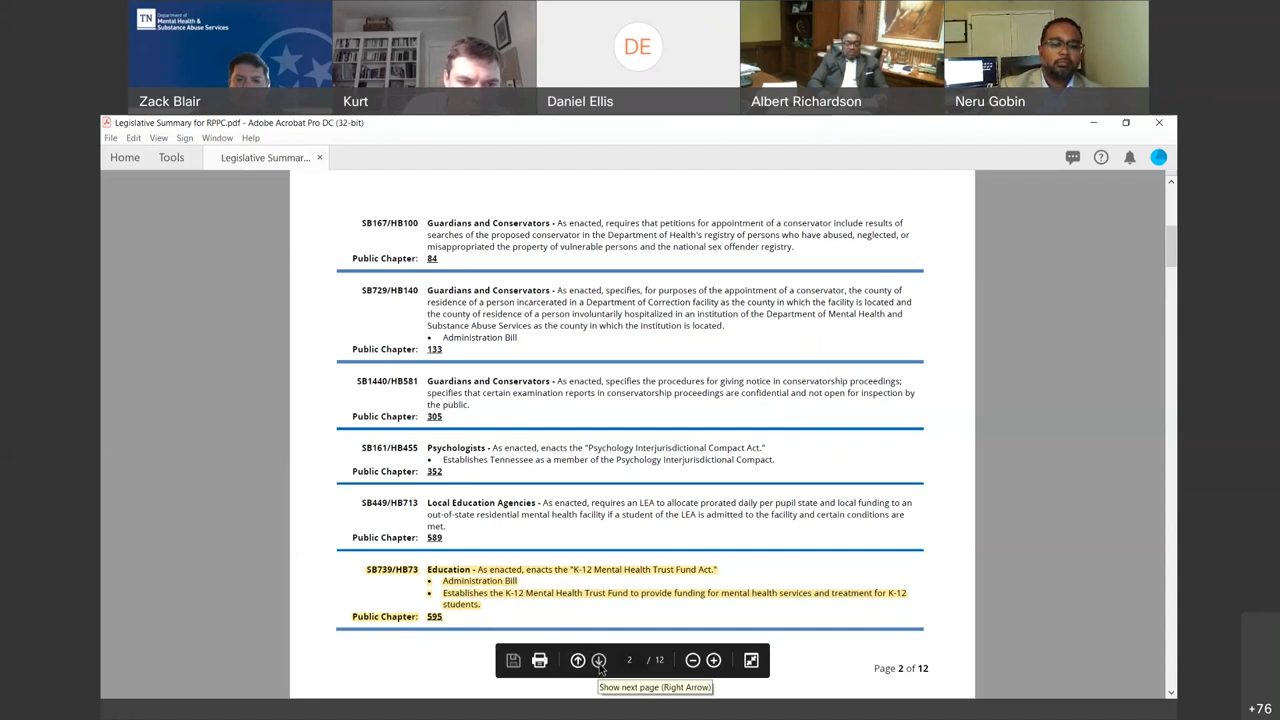 TN
Department of
Mental Health &
Substance Abuse Services
DE
Zack Blair
Kurt
Daniel Ellis
Albert Richardson
Neru Gobin
Legislative Summary for RPPC.pdf - Adobe Acrobat Pro DC (32-bit)
File Edit View Sign Window Help
Home Tools Legislative Summar... ×
SB167/HB100 Guardians and Conservators - As enacted, requires that petitions for appointment of a conservator include results of
searches of the proposed conservator in the Department of Health's registry of persons who have abused, neglected, or
misappropriated the property of vulnerable persons and the national sex offender registry.
Public Chapter: 84
SB729/HB140 Guardians and Conservators - As enacted, specifies, for purposes of the appointment of a conservator, the county of
residence of a person incarcerated in a Department of Correction facility as the county in which the facility is located and
the county of residence of a person involuntarily hospitalized in an institution of the Department of Mental Health and
Substance Abuse Services as the county in which the institution is located.
• Administration Bill
Public Chapter: 133
SB1440/HB581 Guardians and Conservators - As enacted, specifies the procedures for giving notice in conservatorship proceedings;
specifies that certain examination reports in conservatorship proceedings are confidential and not open for inspection by
the public.
Public Chapter: 305
SB161/HB455 Psychologists - As enacted, enacts the "Psychology Interjurisdictional Compact Act."
• Establishes Tennessee as a member of the Psychology Interjurisdictional Compact.
Public Chapter: 352
SB449/HB713 Local Education Agencies - As enacted, requires an LEA to allocate prorated daily per pupil state and local funding to an
out-of-state residential mental health facility if a student of the LEA is admitted to the facility and certain conditions are
met.
Public Chapter: 589
SB739/HB73 Education - As enacted, enacts the "K-12 Mental Health Trust Fund Act."
• Administration Bill
• Establishes the K-12 Mental Health Trust Fund to provide funding for mental health services and treatment for K-12
students.
Public Chapter: 595
2 / 12
Page 2 of 12
Show next page (Right Arrow)
+76